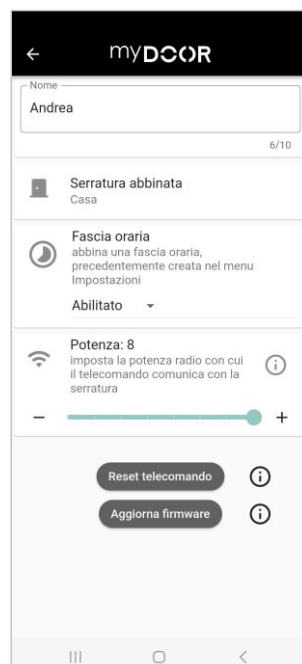 myDOOR
Nome
Andrea
6/10
Serratura abbinata
Casa
Fascia oraria
abbina una fascia oraria,
precedentemente creata nel menu
Impostazioni
Abilitato
Potenza: 8
imposta la potenza radio con cui
il telecomando comunica con la
serratura
Reset telecomando
Aggiorna firmware